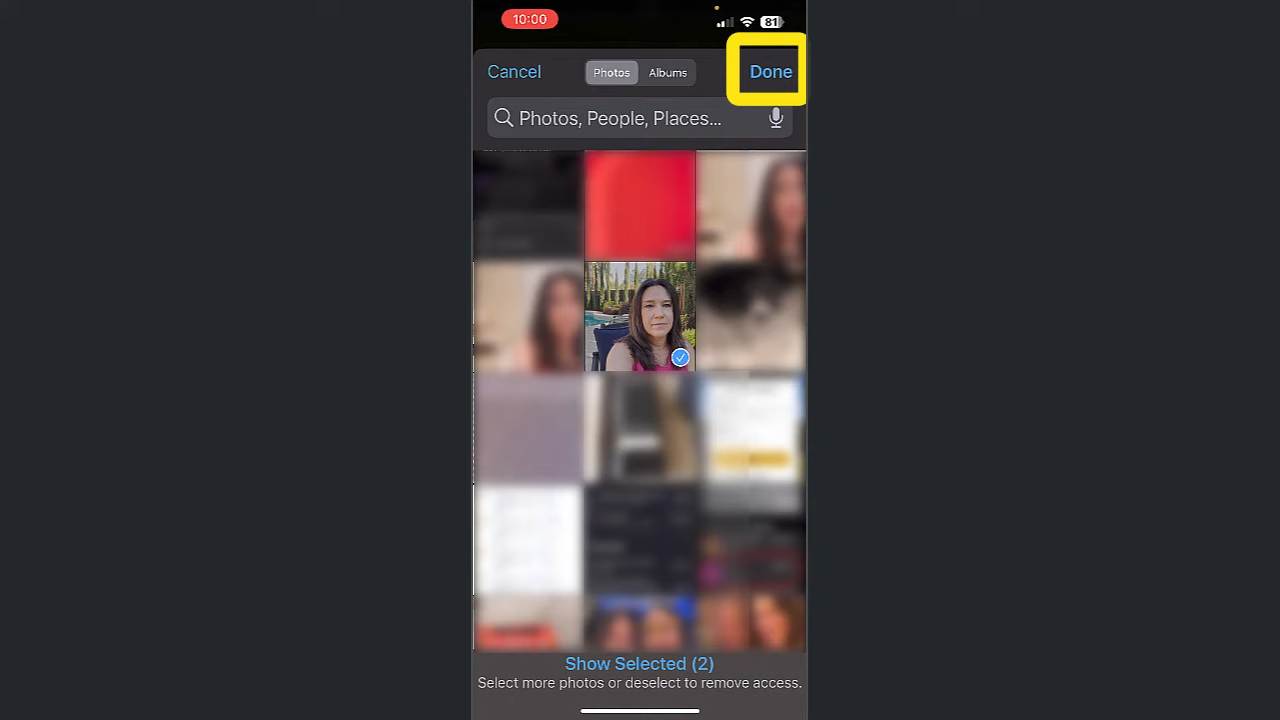 10:00
81
Cancel
Photos
Albums
Done
Photos, People, Places...
Show Selected (2)
Select more photos or deselect to remove access.